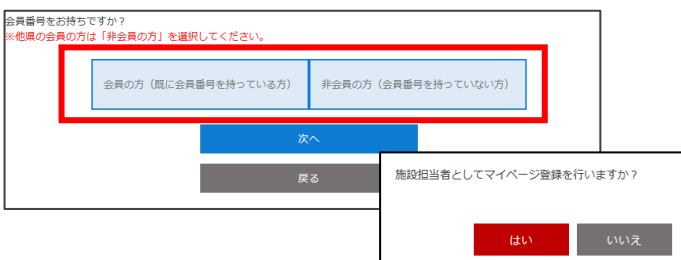 会員番号をお持ちですか？
※他県の会員の方は「非会員の方」を選択してください。
会員の方（既に会員番号を持っている方）
非会員の方（会員番号を持っていない方）
次へ
戻る
施設担当者としてマイページ登録を行いますか？
はい
いいえ